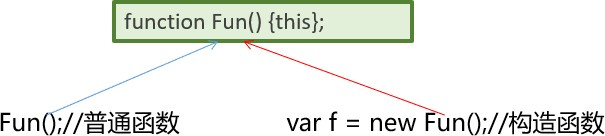 function Fun() {this};
Fun();//普通函数
var f = new Fun();//构造函数